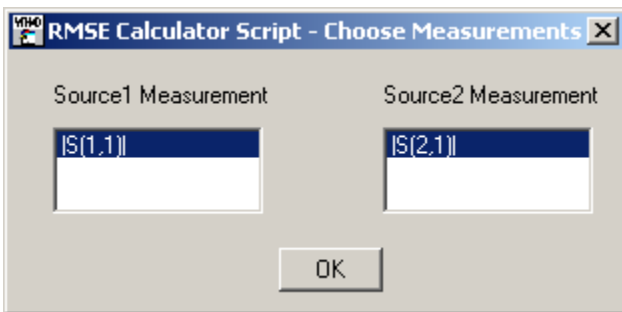 RMSE Calculator Script - Choose Measurements
Source1 Measurement
Source2 Measurement
|S(1,1)|
|S(2,1)|
OK